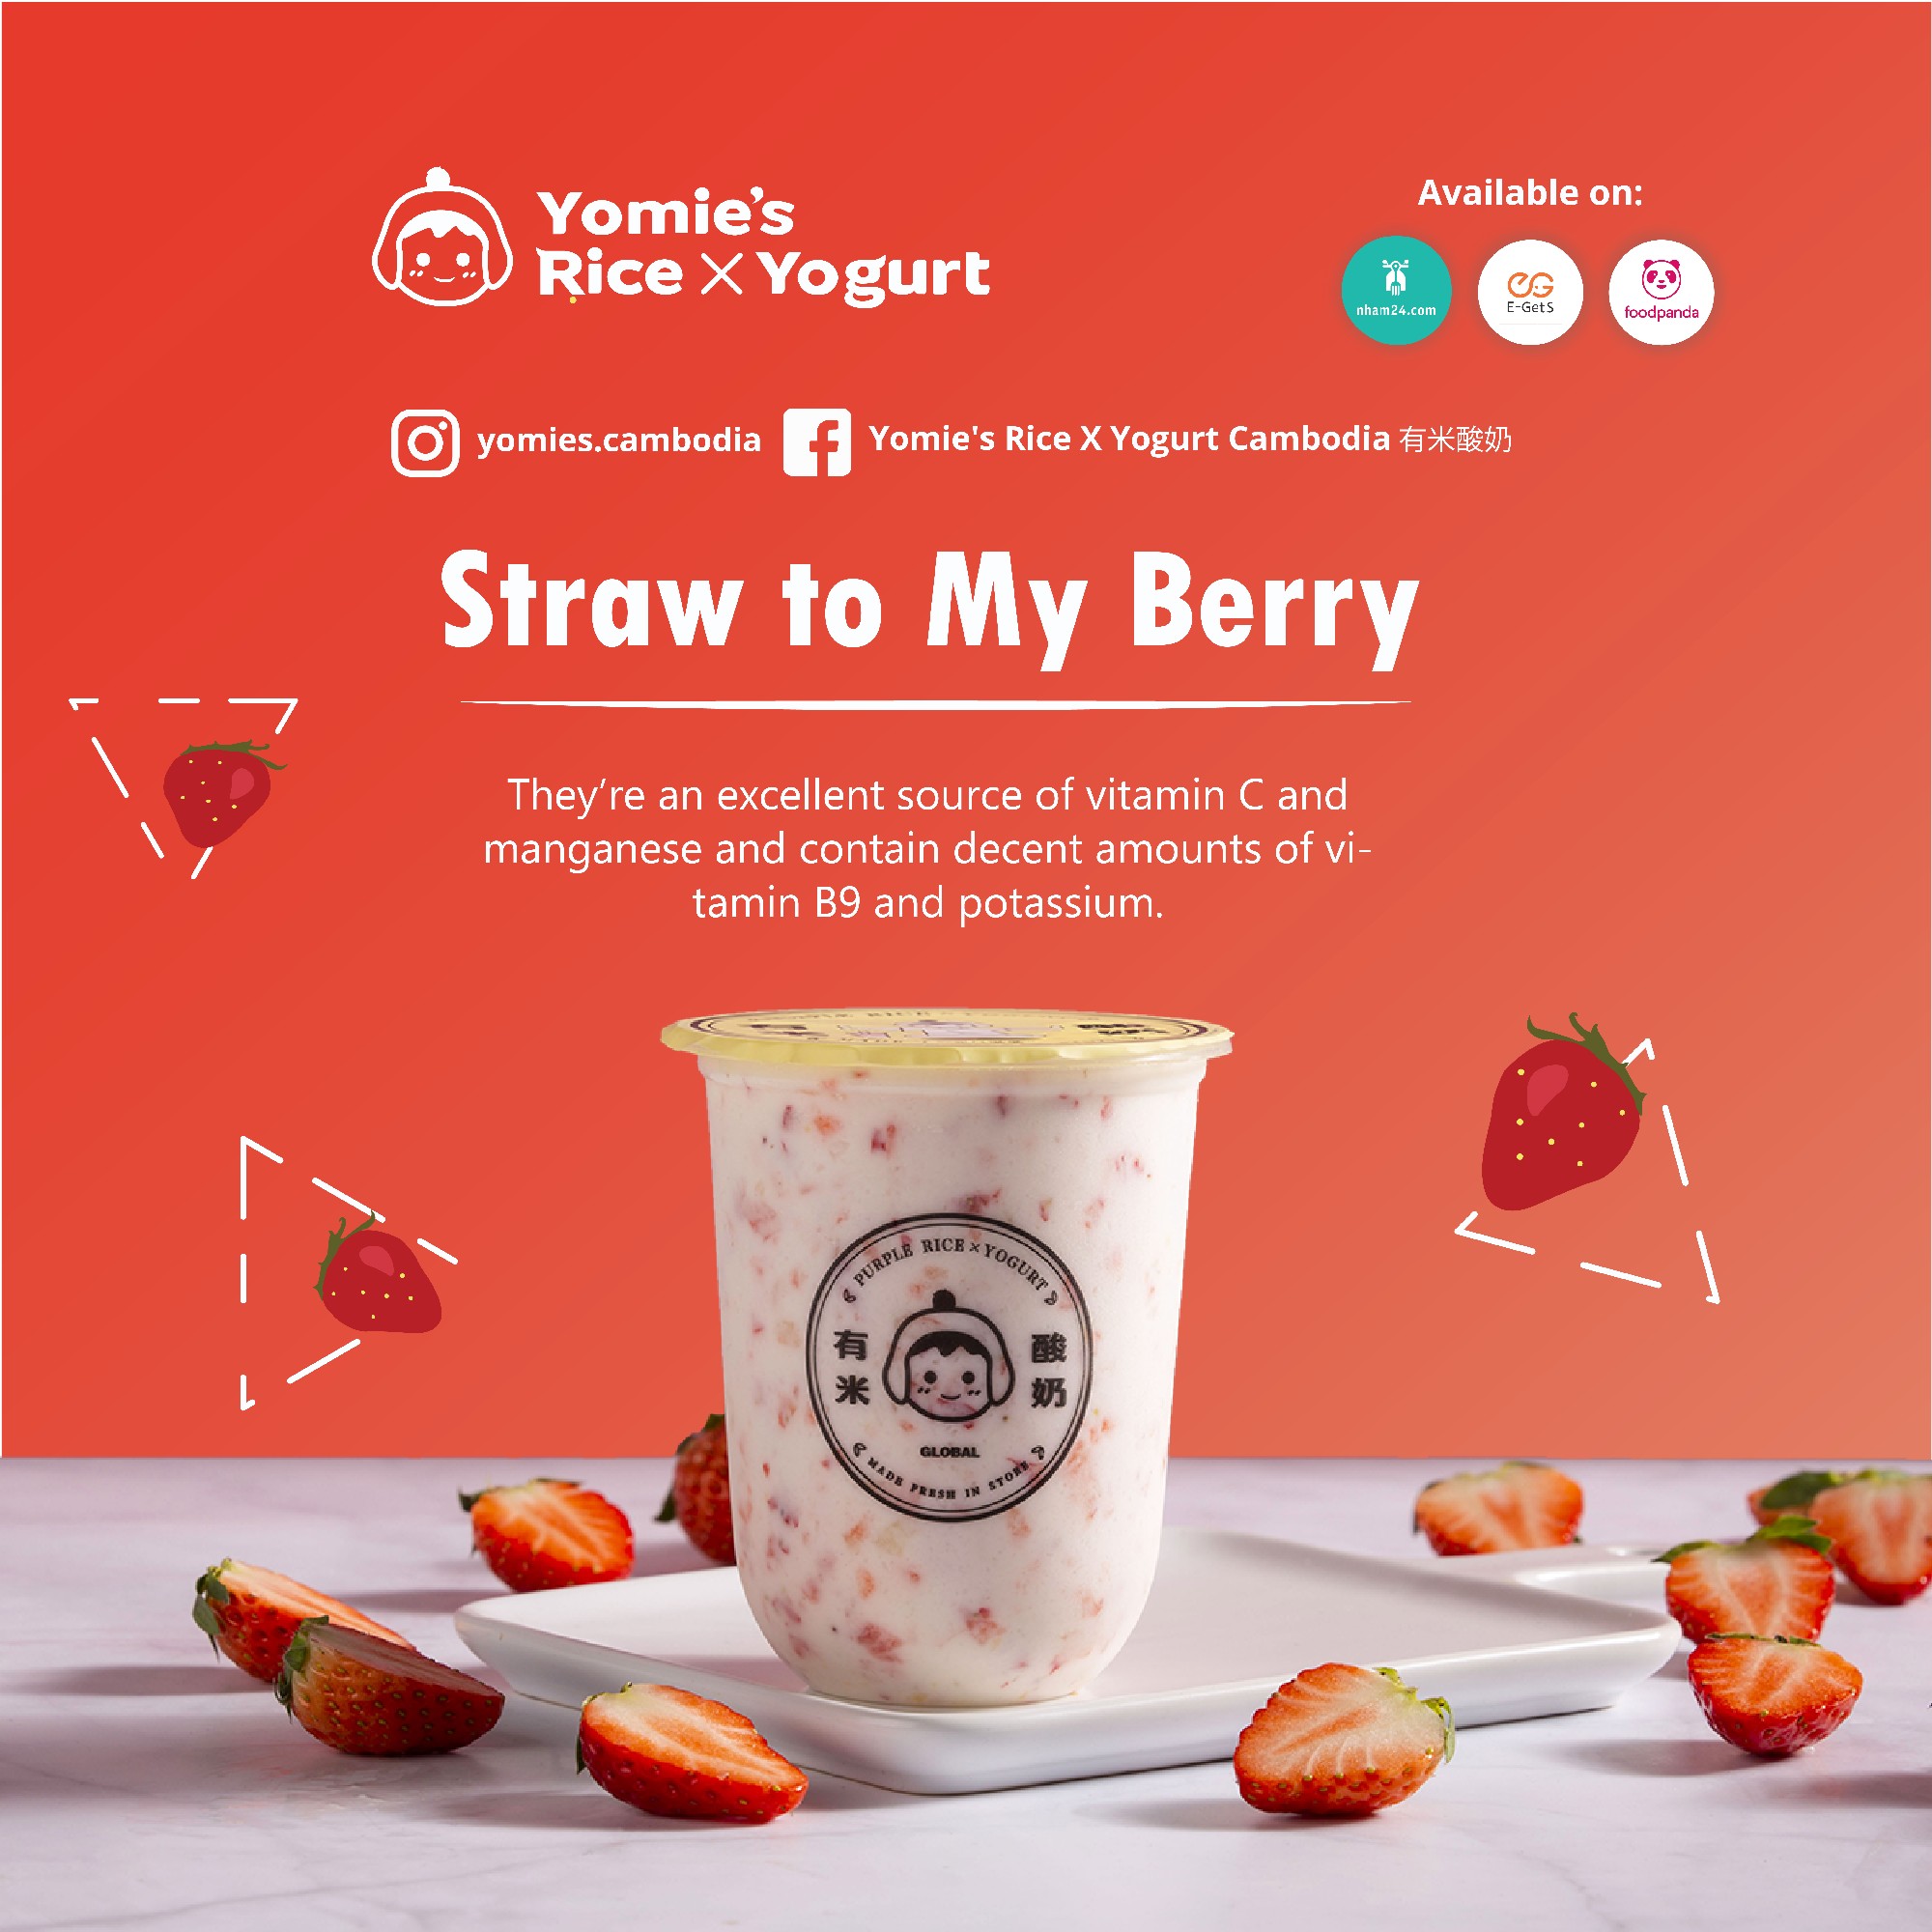 Yomie's
Rice X Yogurt
Available on:
nham24.com
E-GetS
foodpanda
yomies.cambodia
Yomie's Rice X Yogurt Cambodia 有米酸奶
Straw to My Berry
They’re an excellent source of vitamin C and
manganese and contain decent amounts of vi-
tamin B9 and potassium.
PURPLE RICE×YOGURT
有米
酸奶
GLOBAL
MADE FRESH IN STORE